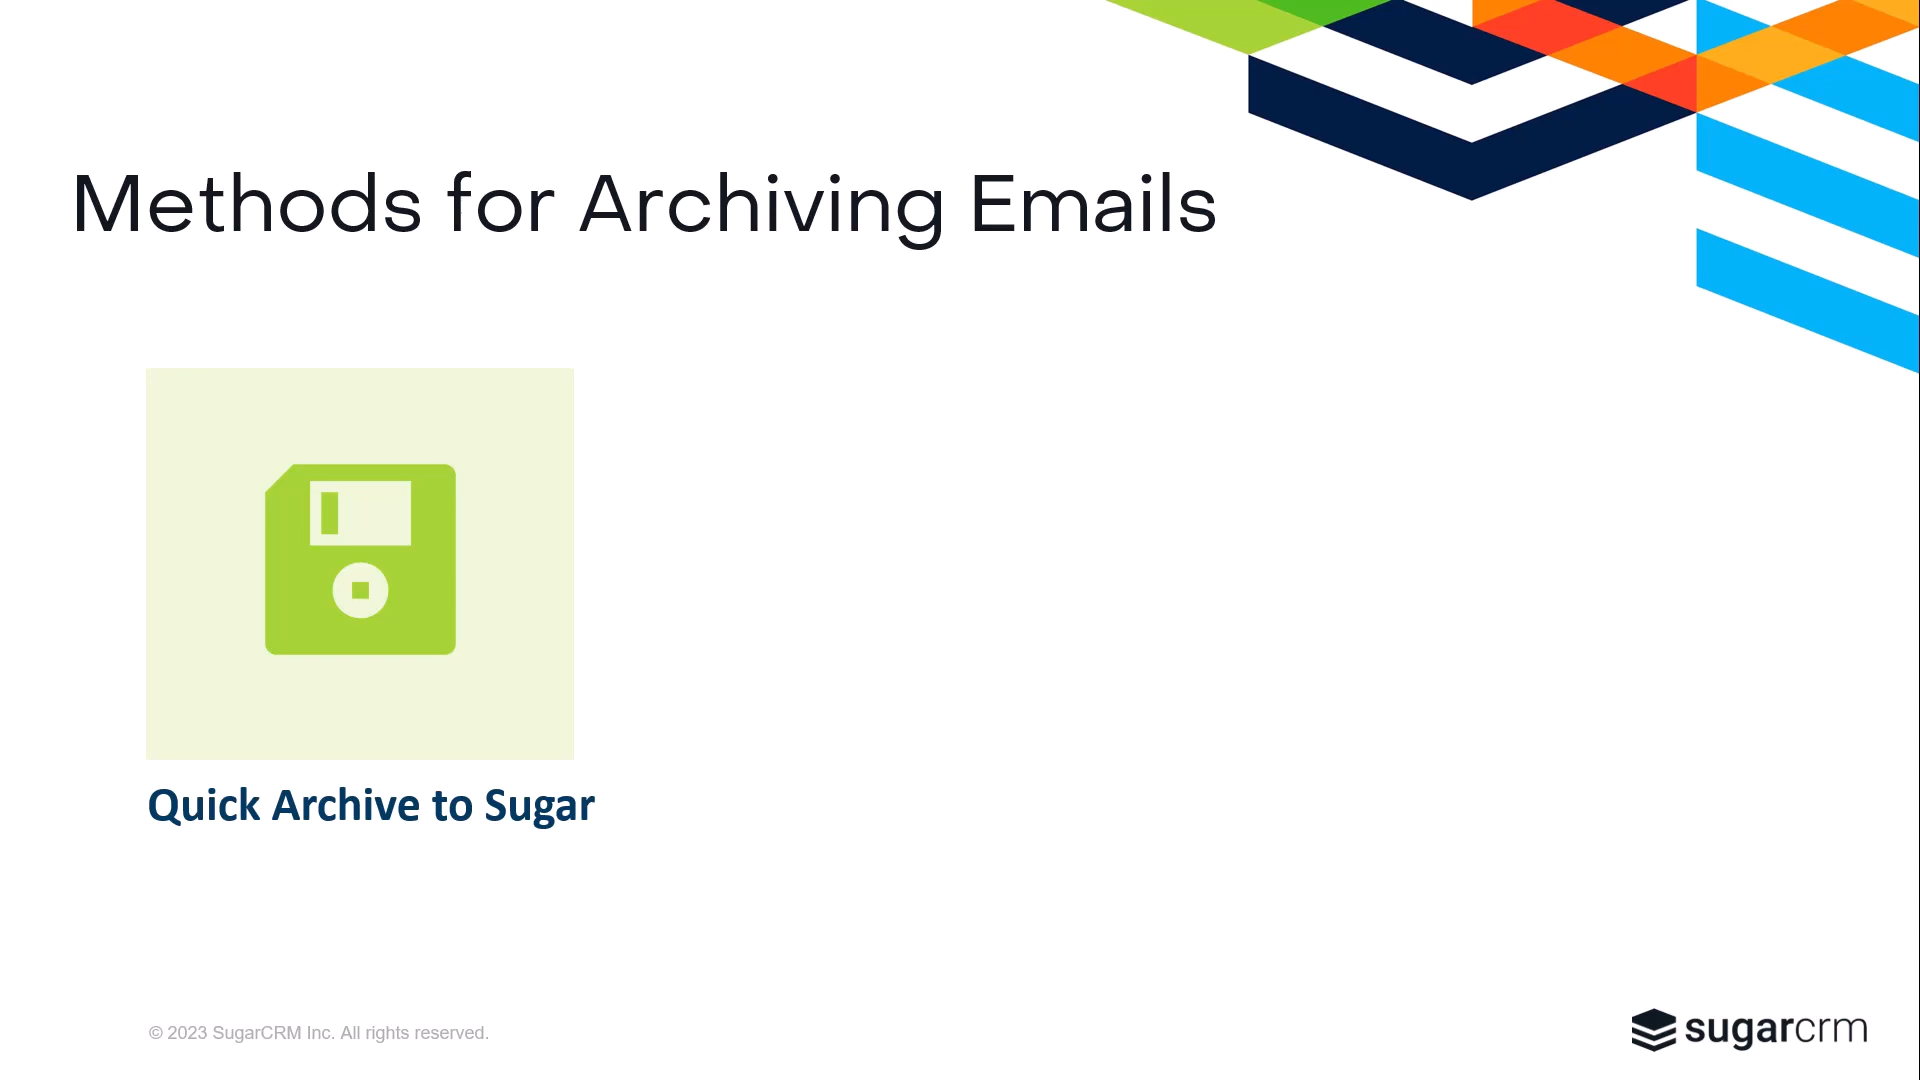 Methods for Archiving Emails
Quick Archive to Sugar
© 2023 SugarCRM Inc. All rights reserved.
sugarcrm